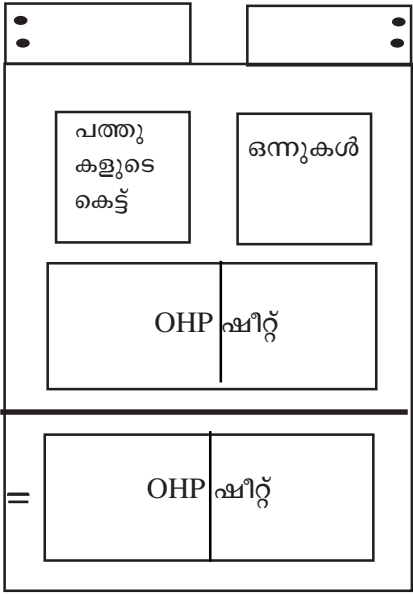 പത്തു
കളുടെ
കെട്ട്
ഒന്നുകൾ
OHP ഷീറ്റ്
= OHP ഷീറ്റ്